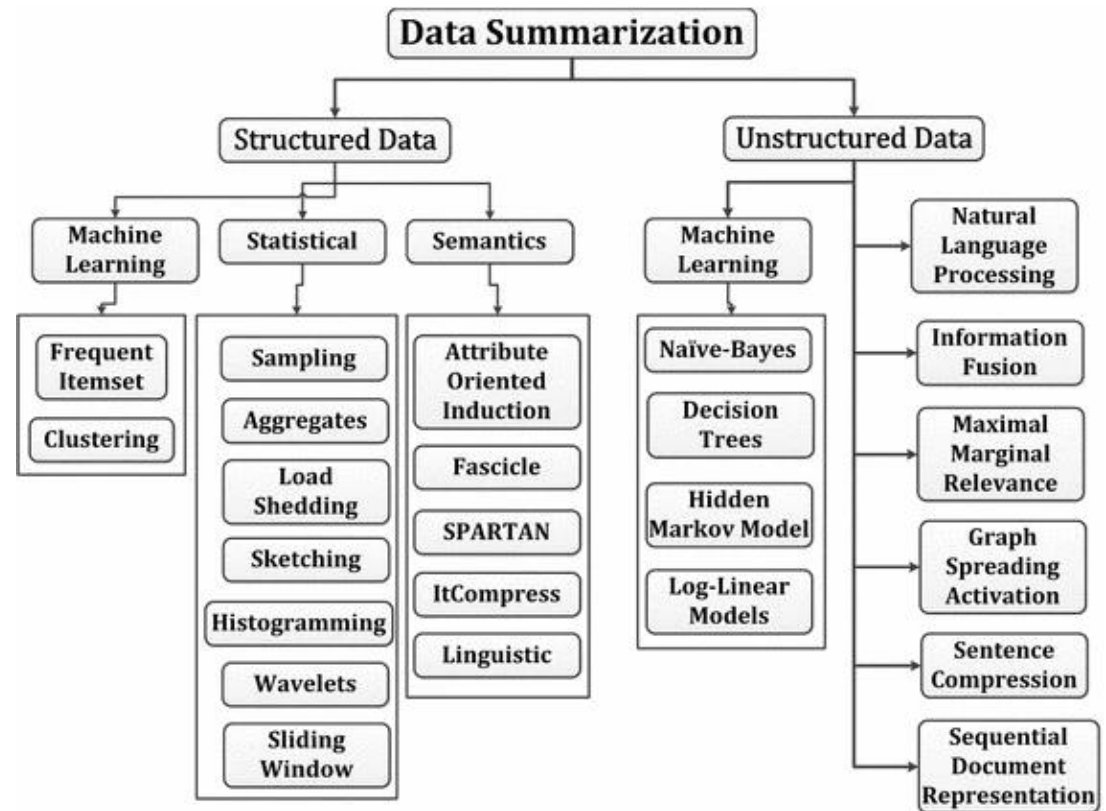 Data Summarization
Structured Data
Unstructured Data
Machine
Learning
Statistical
Semantics
Machine
Learning
Natural
Language
Processing
Frequent
Itemset
Clustering
Sampling
Aggregates
Load
Shedding
Sketching
Histogramming
Wavelets
Sliding
Window
Attribute
Oriented
Induction
Fascicle
SPARTAN
ItCompress
Linguistic
Naïve-Bayes
Decision
Trees
Hidden
Markov Model
Log-Linear
Models
Information
Fusion
Maximal
Marginal
Relevance
Graph
Spreading
Activation
Sentence
Compression
Sequential
Document
Representation